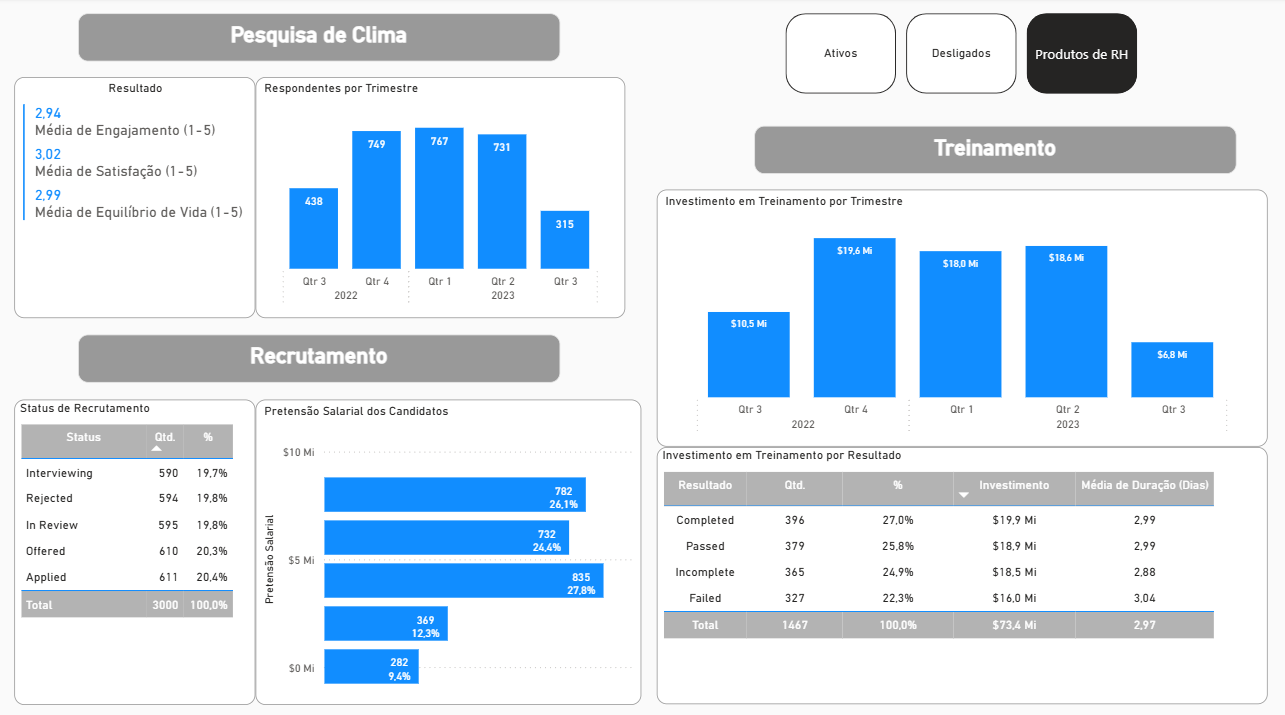 Pesquisa de Clima
Resultado
2,94
Média de Engajamento (1-5)
3,02
Média de Satisfação (1-5)
2,99
Média de Equilíbrio de Vida (1-5)
Respondentes por Trimestre
438
749
767
731
315
Qtr 3 Qtr 4 Qtr 1 Qtr 2 Qtr 3
2022 2023
Ativos
Desligados
Produtos de RH
Recrutamento
Status de Recrutamento
Status Qtd. %
Interviewing 590 19,7%
Rejected 594 19,8%
In Review 595 19,8%
Offered 610 20,3%
Applied 611 20,4%
Total 3000 100,0%
Pretensão Salarial dos Candidatos
Pretensão Salarial
$10 Mi
782
26,1%
732
24,4%
$5 Mi
835
27,8%
369
12,3%
$0 Mi
282
9,4%
Treinamento
Investimento em Treinamento por Trimestre
$10,5 Mi
$19,6 Mi
$18,0 Mi
$18,6 Mi
$6,8 Mi
Qtr 3 Qtr 4 Qtr 1 Qtr 2 Qtr 3
2022 2023
Investimento em Treinamento por Resultado
Resultado Qtd. % Investimento Média de Duração (Dias)
Completed 396 27,0% $19,9 Mi 2,99
Passed 379 25,8% $18,9 Mi 2,99
Incomplete 365 24,9% $18,5 Mi 2,88
Failed 327 22,3% $16,0 Mi 3,04
Total 1467 100,0% $73,4 Mi 2,97